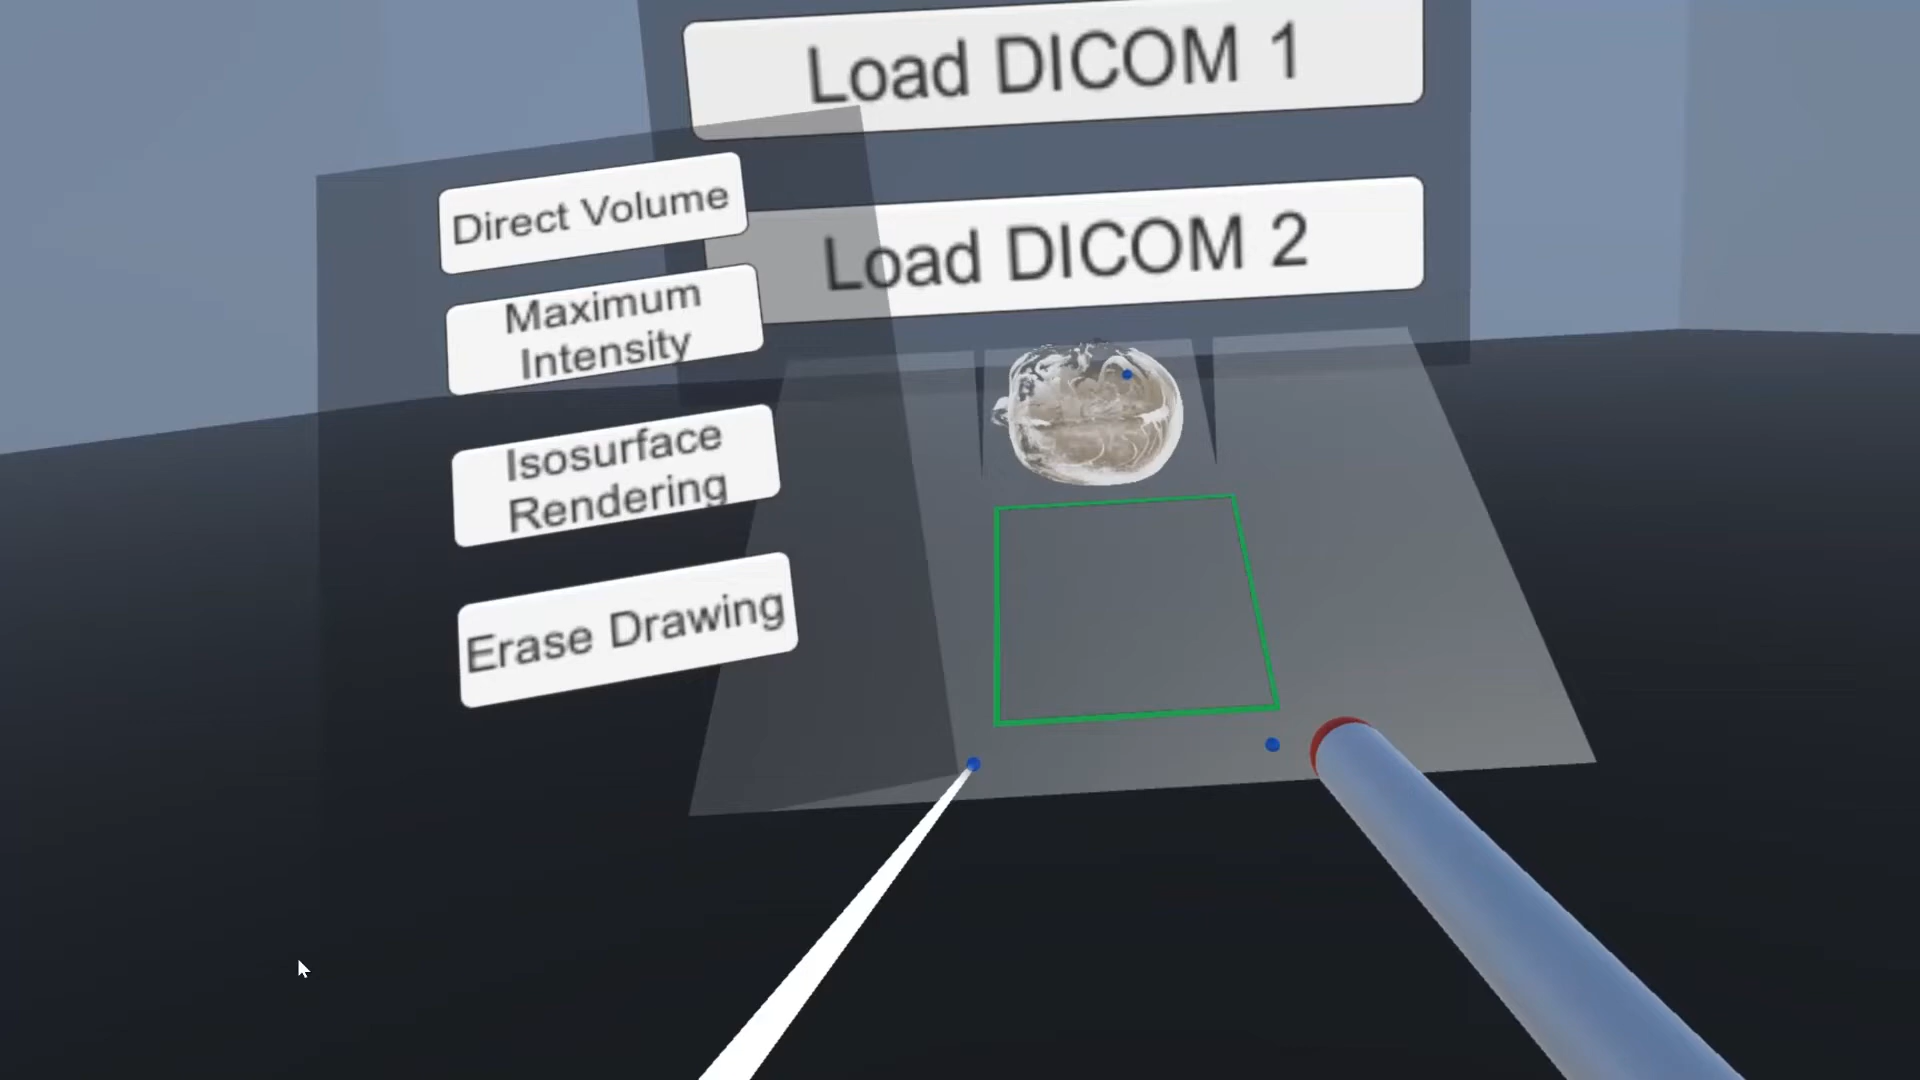 Load DICOM 1
Load DICOM 2
Direct Volume
Maximum
Intensity
Isosurface
Rendering
Erase Drawing